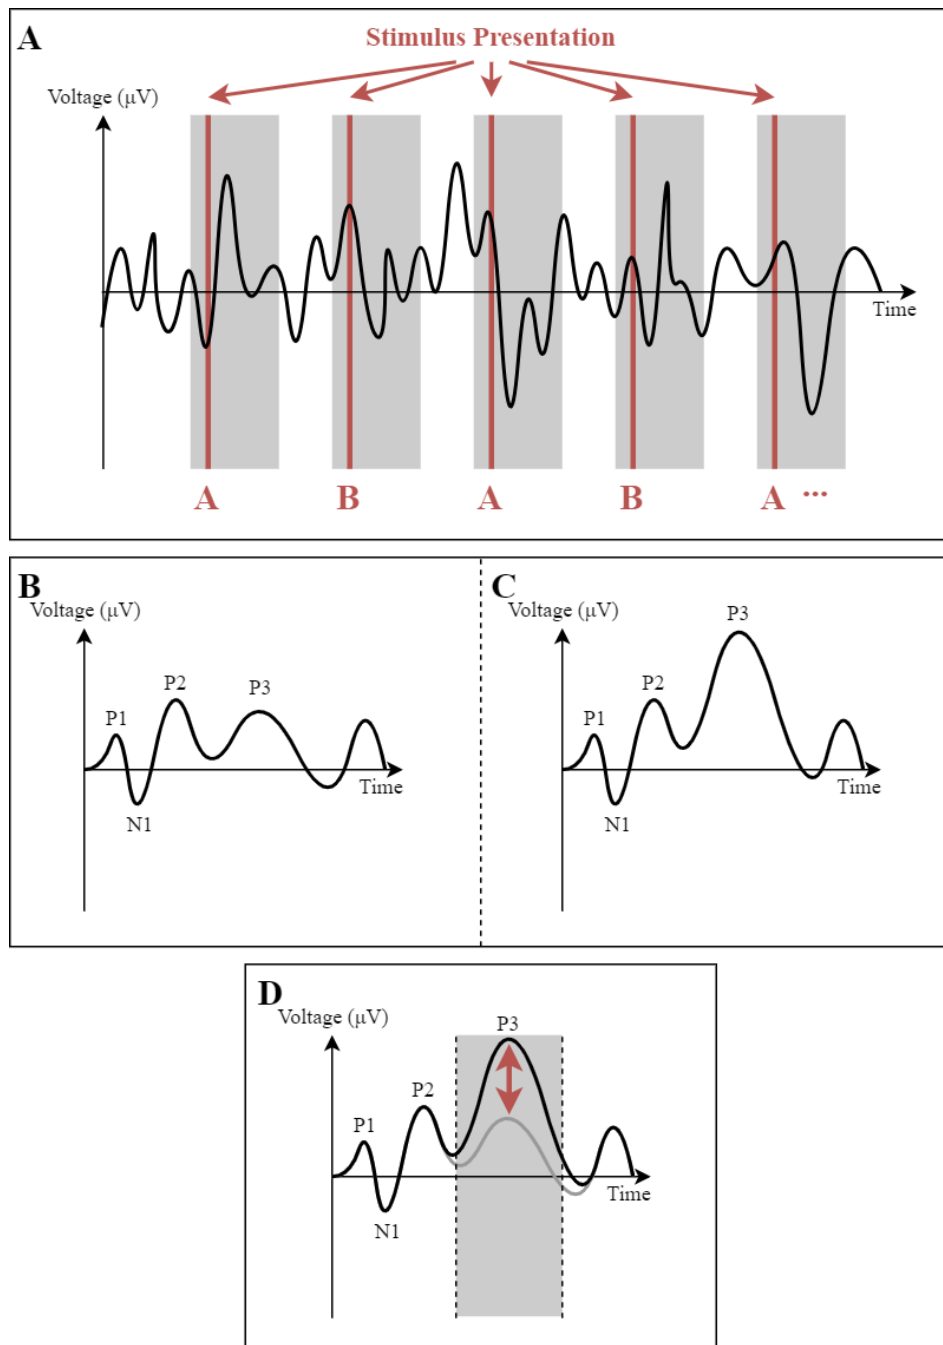 A
Stimulus Presentation
Voltage (μV)
Time
A B A B A ...
B
Voltage (μV)
P1
P2
P3
N1
Time
C
Voltage (μV)
P1
P2
P3
N1
Time
D
Voltage (μV)
P1
P2
P3
N1
Time